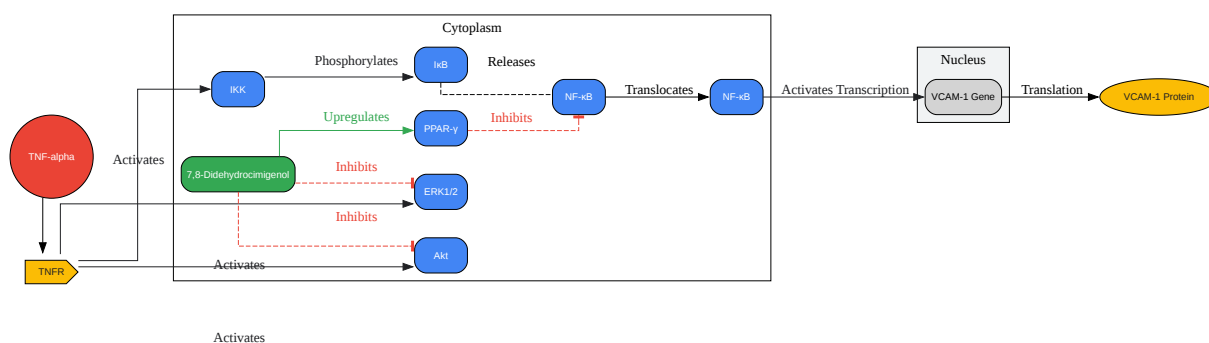 Cytoplasm
Phosphorylates
IκB
Releases
Nucleus
IKK
NF-κB
Translocates
NF-κB
Activates Transcription
VCAM-1 Gene
Translation
VCAM-1 Protein
Upregulates
PPAR-γ
Inhibits
TNF-alpha
Activates
7,8-Didehydrocimigenol
Inhibits
ERK1/2
Inhibits
Akt
TNFR
Activates
Activates